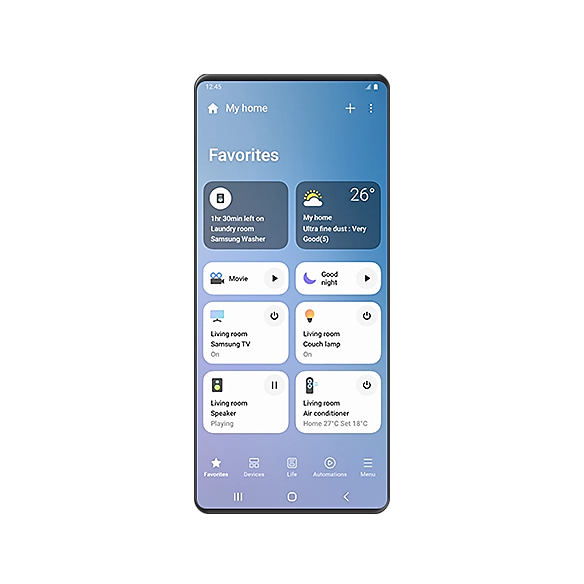 12:45
My home
Favorites
1hr 30min left on
Laundry room
Samsung Washer
26°
My home
Ultra fine dust : Very
Good(5)
Movie
Good
night
Living room
Samsung TV
On
Living room
Couch lamp
On
Living room
Speaker
Playing
Living room
Air conditioner
Home 27°C Set 18°C
Favorites
Devices
Life
Automations
Menu